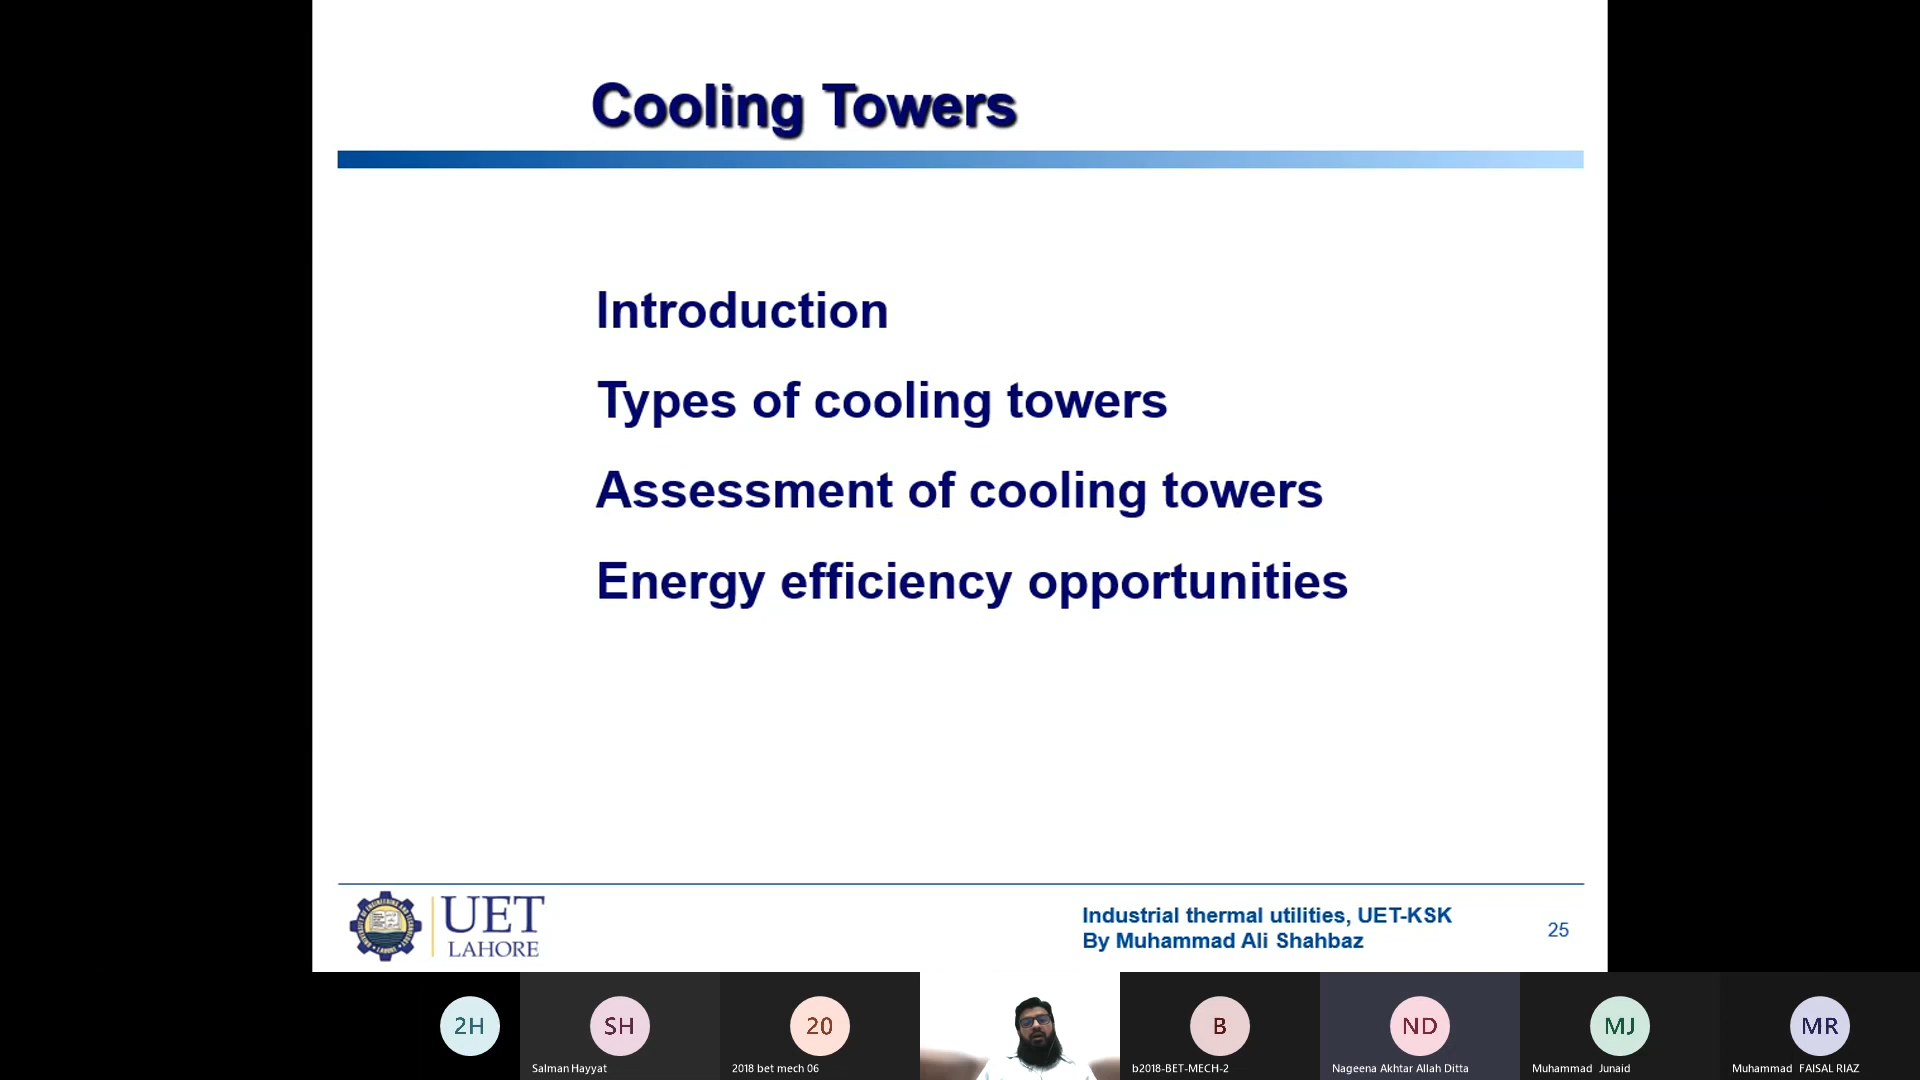 Cooling Towers
Introduction
Types of cooling towers
Assessment of cooling towers
Energy efficiency opportunities
UET
LAHORE
Industrial thermal utilities, UET-KSK
By Muhammad Ali Shahbaz
25
2H
SH
20
B
ND
MJ
MR
Salman Hayyat
2018 bet mech 06
b2018-BET-MECH-2
Nageena Akhtar Allah Ditta
Muhammad Junaid
Muhammad FAISAL RIAZ